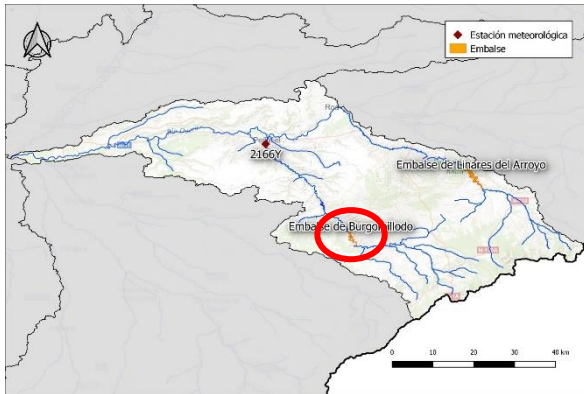 Estación meteorológica
Embalse
2166Y
Embalse de Linares del Arroyo
Embalse de Burgomillodo
0 10 20 30 40 km